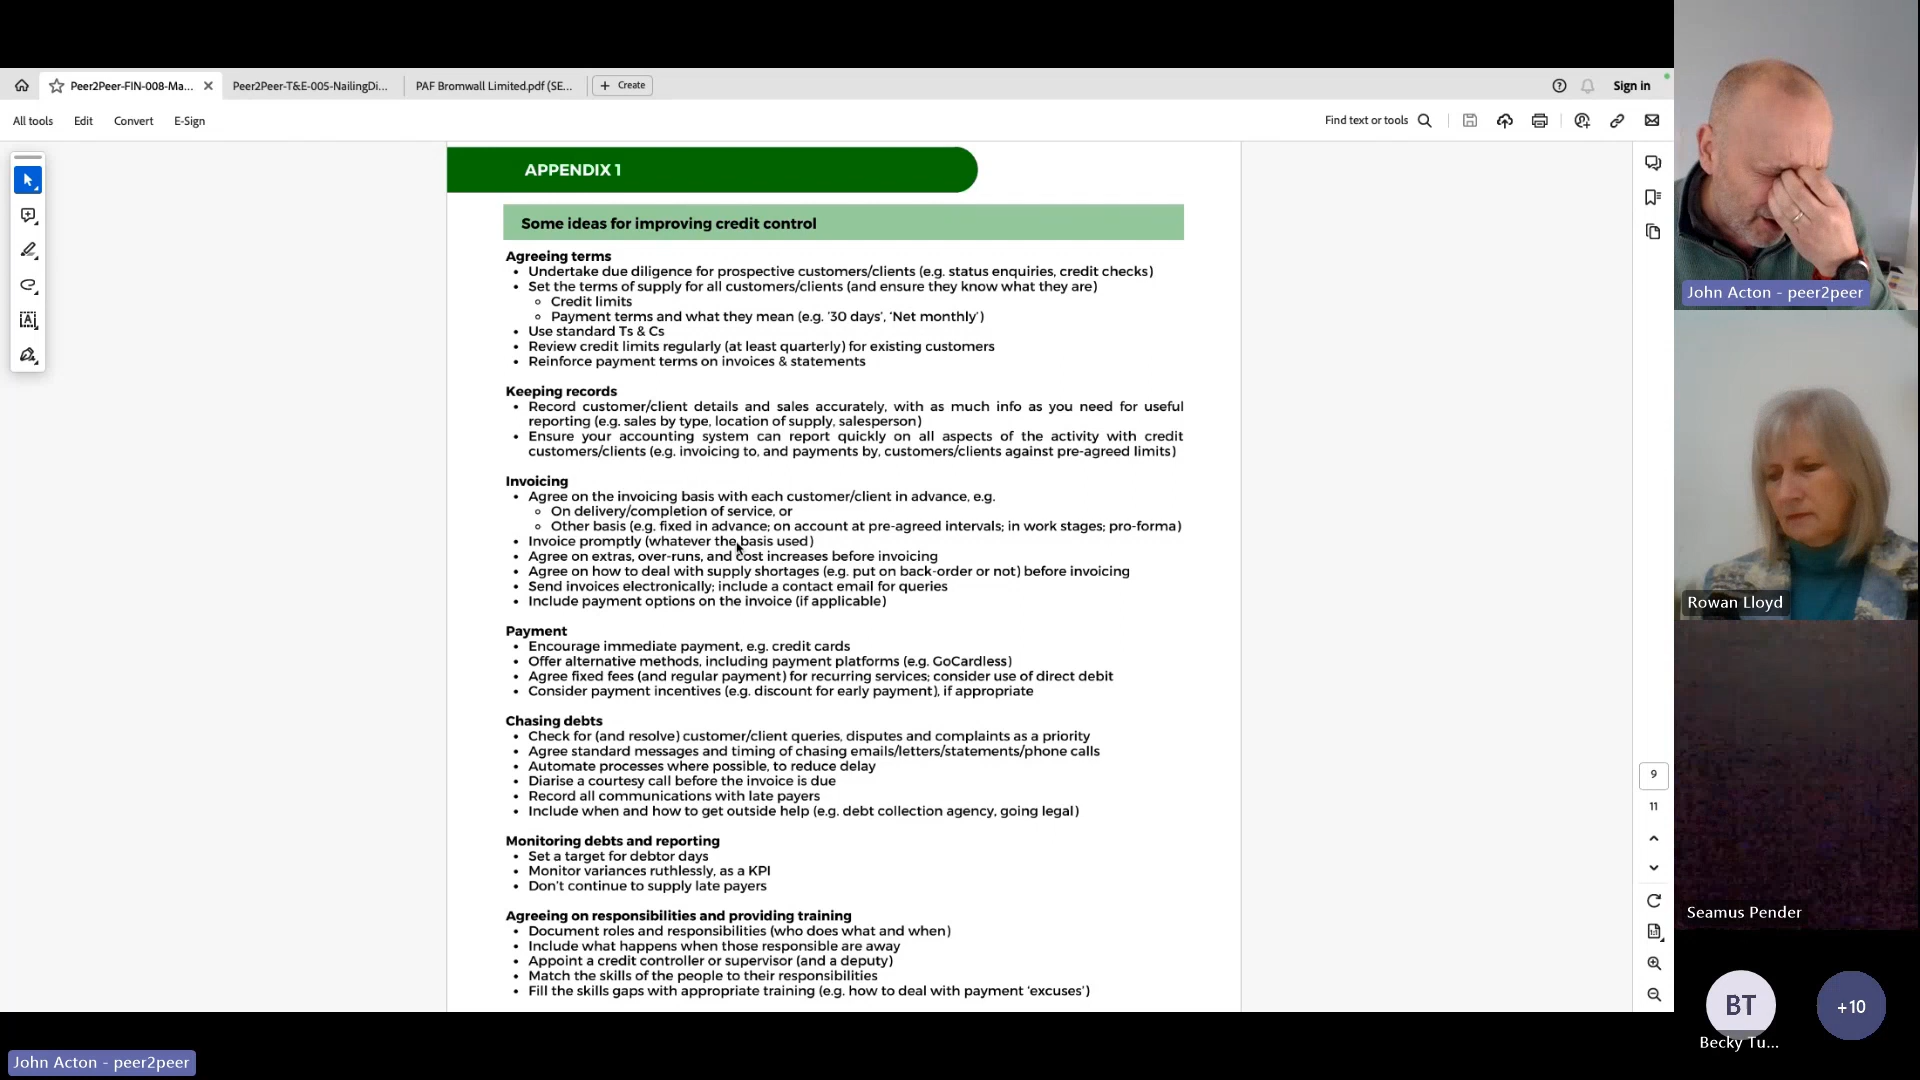 Peer2Peer-FIN-008-Ma...
Peer2Peer-T&E-005-NailingDi...
PAF Bromwall Limited.pdf (SE...
Create
Sign in
All tools
Edit
Convert
E-Sign
Find text or tools
APPENDIX 1
Some ideas for improving credit control
Agreeing terms
• Undertake due diligence for prospective customers/clients (e.g. status enquiries, credit checks)
• Set the terms of supply for all customers/clients (and ensure they know what they are)
Credit limits
Payment terms and what they mean (e.g. '30 days', 'Net monthly')
• Use standard Ts & Cs
• Review credit limits regularly (at least quarterly) for existing customers
• Reinforce payment terms on invoices & statements
Keeping records
• Record customer/client details and sales accurately, with as much info as you need for useful
reporting (e.g. sales by type, location of supply, salesperson)
• Ensure your accounting system can report quickly on all aspects of the activity with credit
customers/clients (e.g. invoicing to, and payments by, customers/clients against pre-agreed limits)
Invoicing
• Agree on the invoicing basis with each customer/client in advance, e.g.
On delivery/completion of service, or
Other basis (e.g. fixed in advance; on account at pre-agreed intervals; in work stages; pro-forma)
• Invoice promptly (whatever the basis used)
• Agree on extras, over-runs, and cost increases before invoicing
• Agree on how to deal with supply shortages (e.g. put on back-order or not) before invoicing
• Send invoices electronically; include a contact email for queries
• Include payment options on the invoice (if applicable)
Payment
• Encourage immediate payment, e.g. credit cards
• Offer alternative methods, including payment platforms (e.g. GoCardless)
• Agree fixed fees (and regular payment) for recurring services; consider use of direct debit
• Consider payment incentives (e.g. discount for early payment), if appropriate
Chasing debts
• Check for (and resolve) customer/client queries, disputes and complaints as a priority
• Agree standard messages and timing of chasing emails/letters/statements/phone calls
• Automate processes where possible, to reduce delay
• Diarise a courtesy call before the invoice is due
• Record all communications with late payers
• Include when and how to get outside help (e.g. debt collection agency, going legal)
Monitoring debts and reporting
• Set a target for debtor days
• Monitor variances ruthlessly, as a KPI
• Don't continue to supply late payers
Agreeing on responsibilities and providing training
• Document roles and responsibilities (who does what and when)
• Include what happens when those responsible are away
• Appoint a credit controller or supervisor (and a deputy)
• Match the skills of the people to their responsibilities
• Fill the skills gaps with appropriate training (e.g. how to deal with payment 'excuses')
9
11
John Acton - peer2peer
Rowan Lloyd
Seamus Pender
BT
Becky Tu...
+10
John Acton - peer2peer